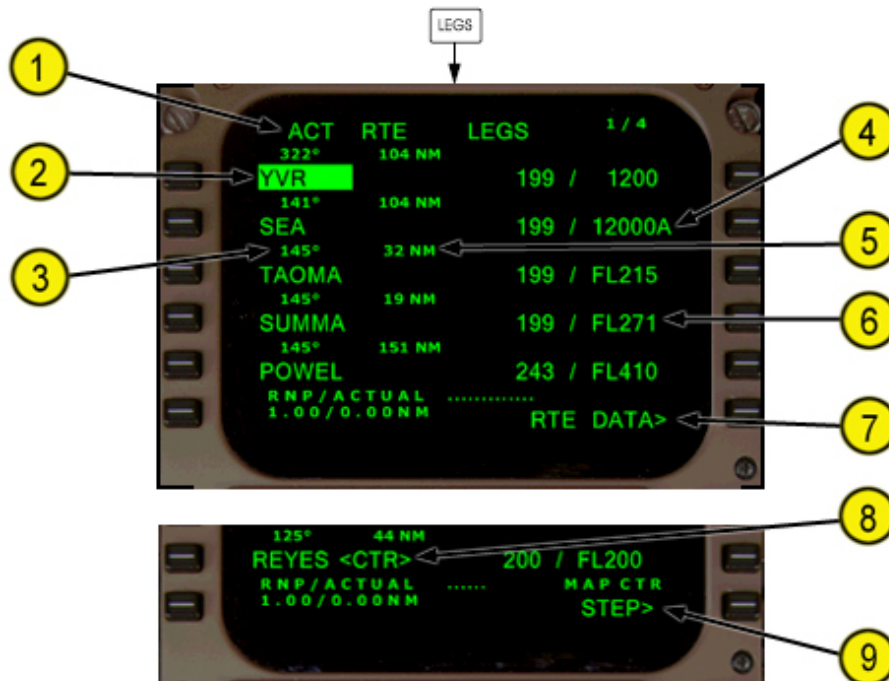 LEGS
1
ACT RTE LEGS 1 / 4
322° 104 NM
2
YVR 199 / 1200
4
141° 104 NM
SEA 199 / 12000A
3
145° 32 NM
5
TAOMA 199 / FL215
145° 19 NM
SUMMA 199 / FL271
6
145° 151 NM
POWEL 243 / FL410
RNP/ACTUAL .............
1.00/0.00NM
RTE DATA>
7
125° 44 NM
8
REYES <CTR> 200 / FL200
RNP/ACTUAL ...... MAP CTR
1.00/0.00NM
STEP>
9